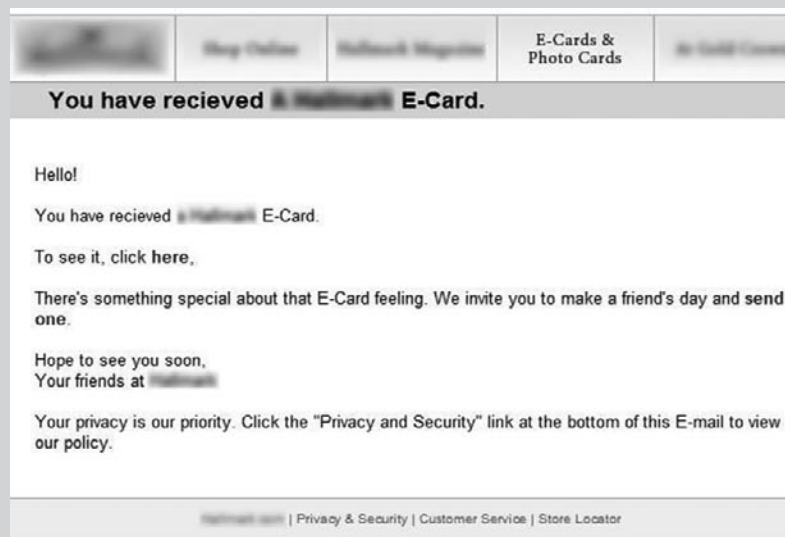 E-Cards &
Photo Cards
You have recieved E-Card.
Hello!
You have recieved E-Card.
To see it, click here,
There's something special about that E-Card feeling. We invite you to make a friend's day and send
one.
Hope to see you soon,
Your friends at
Your privacy is our priority. Click the "Privacy and Security" link at the bottom of this E-mail to view
our policy.
| Privacy & Security | Customer Service | Store Locator